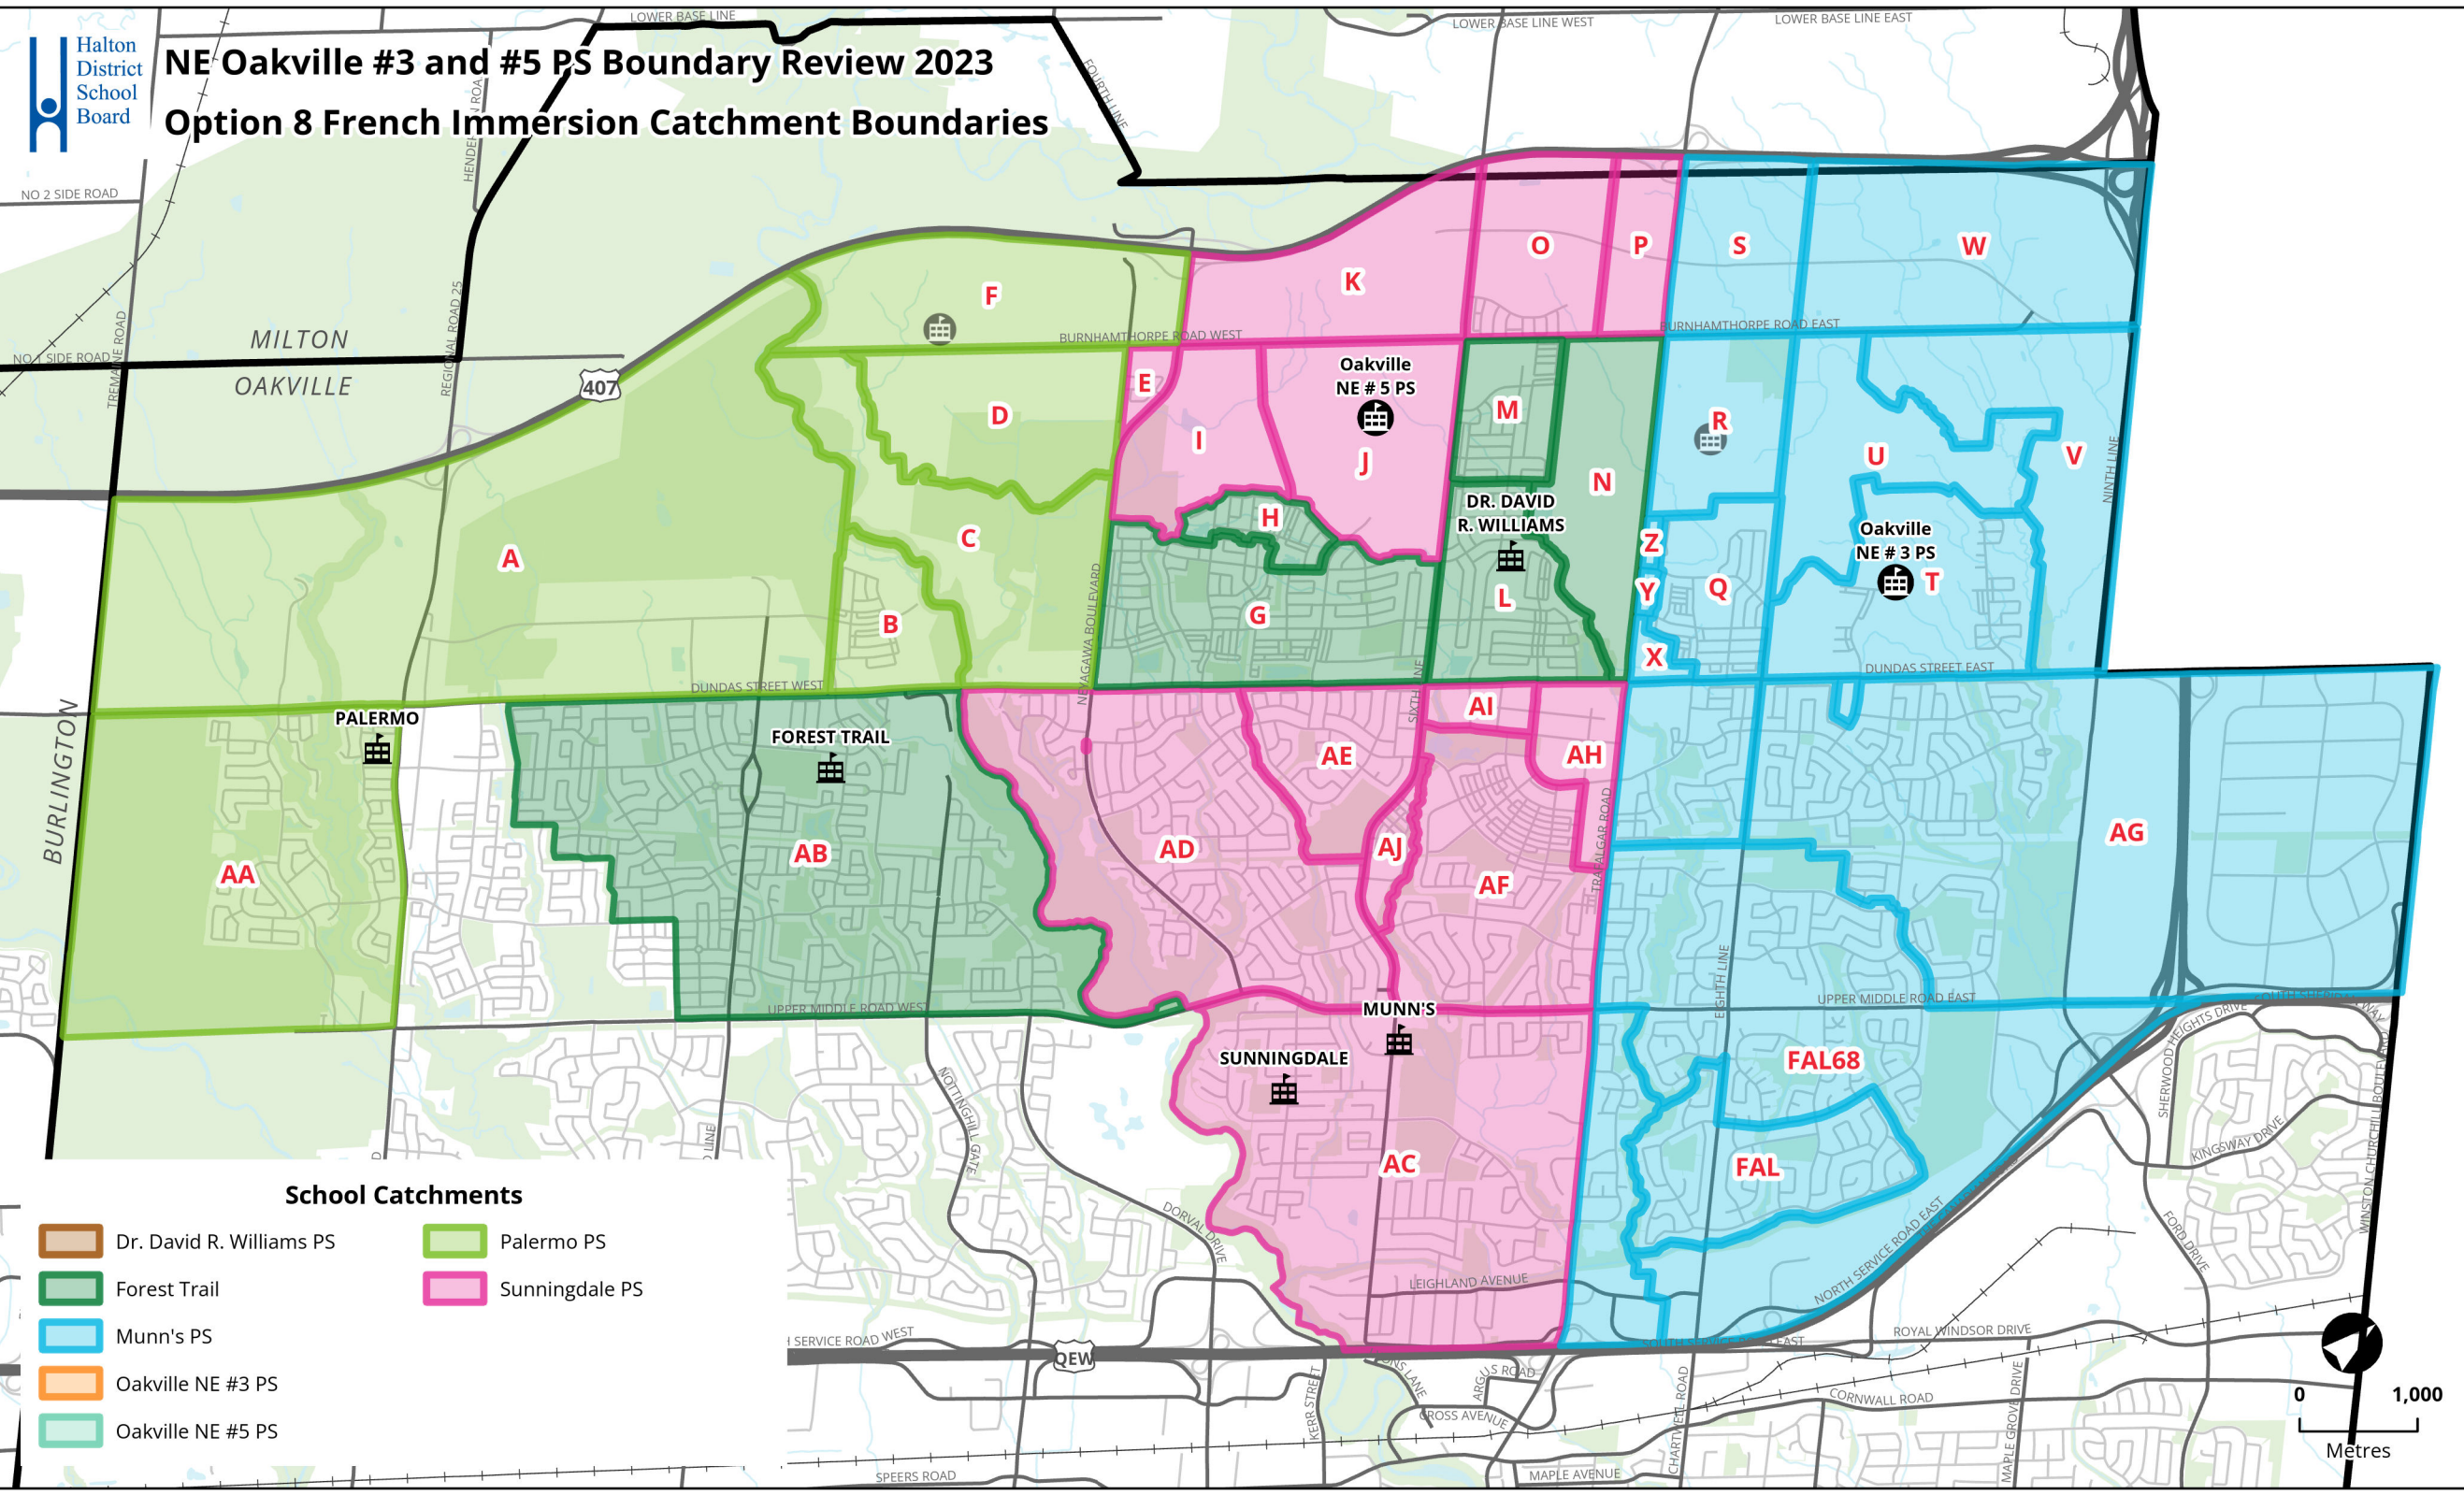 Halton
District
School
Board
NE Oakville #3 and #5 PS Boundary Review 2023
Option 8 French Immersion Catchment Boundaries
LOWER BASE LINE
LOWER BASE LINE WEST
LOWER BASE LINE EAST
FOURTH LINE
NO 2 SIDE ROAD
NO 1 SIDE ROAD
TREMAINE ROAD
REGIONAL ROAD 25
MILTON
OAKVILLE
407
BURLINGTON
BURNHAMTHORPE ROAD WEST
BURNHAMTHORPE ROAD EAST
F
K
O
P
S
W
E
D
I
J
Oakville
NE # 5 PS
M
N
R
U
V
NINTH LINE
A
B
C
H
G
NEYAGAWA BOULEVARD
DR. DAVID
R. WILLIAMS
L
Z
Y
X
Q
Oakville
NE # 3 PS
T
DUNDAS STREET WEST
DUNDAS STREET EAST
SIXTH LINE
PALERMO
FOREST TRAIL
AA
AB
AD
AE
AI
AH
AJ
AF
AG
TRAFALGAR ROAD
EIGHTH LINE
UPPER MIDDLE ROAD WEST
UPPER MIDDLE ROAD EAST
MUNN'S
SUNNINGDALE
AC
FAL68
FAL
SHERWOOD HEIGHTS DRIVE
KINGSWAY DRIVE
WINSTON CHURCHILL BOULEVARD
FORD DRIVE
NOTTINGHILL GATE
DORVAL DRIVE
LEIGHLAND AVENUE
NORTH SERVICE ROAD EAST
SOUTH SERVICE ROAD EAST
ROYAL WINDSOR DRIVE
H SERVICE ROAD WEST
QEW
KERR STREET
CROSS AVENUE
CHARTWELL ROAD
CORNWALL ROAD
MAPLE GROVE DRIVE
MAPLE AVENUE
SPEERS ROAD
School Catchments
Dr. David R. Williams PS
Forest Trail
Munn's PS
Oakville NE #3 PS
Oakville NE #5 PS
Palermo PS
Sunningdale PS
0 1,000
Metres